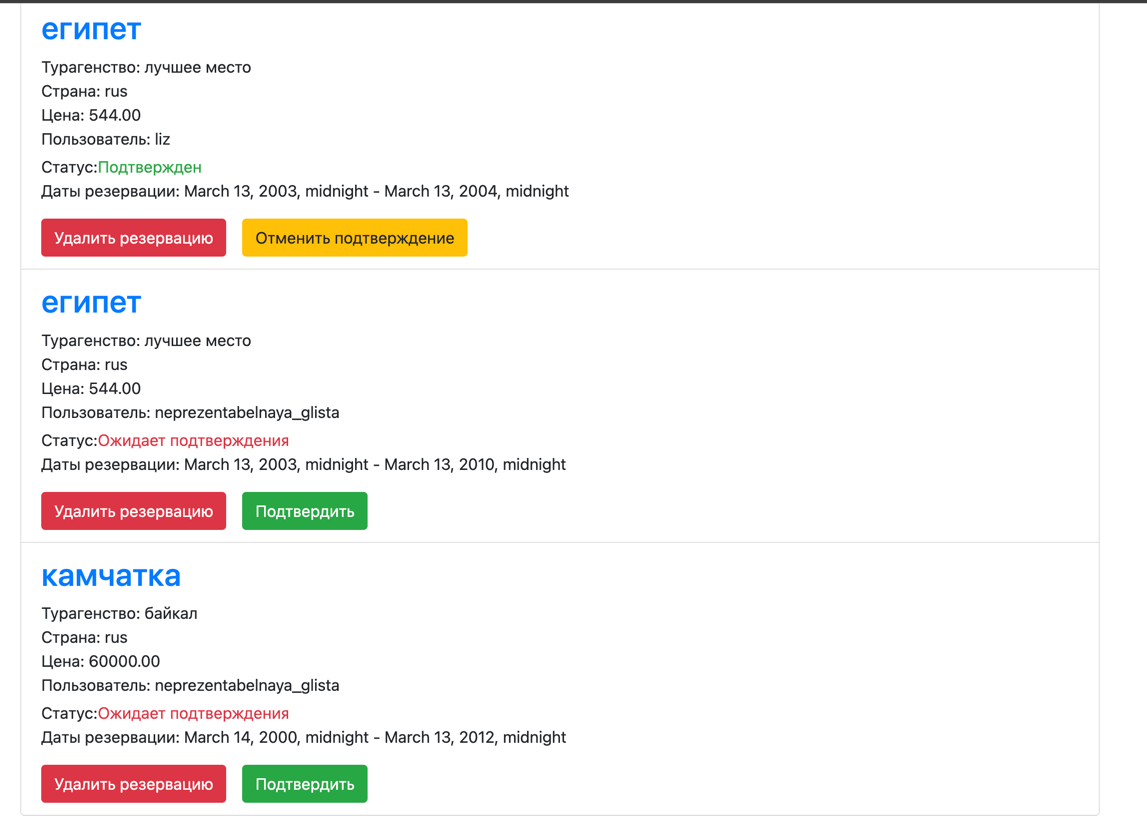 египет
Турагенство: лучшее место
Страна: rus
Цена: 544.00
Пользователь: liz
Статус:Подтвержден
Даты резервации: March 13, 2003, midnight - March 13, 2004, midnight
Удалить резервацию Отменить подтверждение
египет
Турагенство: лучшее место
Страна: rus
Цена: 544.00
Пользователь: neprezentabelnaya_glista
Статус:Ожидает подтверждения
Даты резервации: March 13, 2003, midnight - March 13, 2010, midnight
Удалить резервацию Подтвердить
камчатка
Турагенство: байкал
Страна: rus
Цена: 60000.00
Пользователь: neprezentabelnaya_glista
Статус:Ожидает подтверждения
Даты резервации: March 14, 2000, midnight - March 13, 2012, midnight
Удалить резервацию Подтвердить